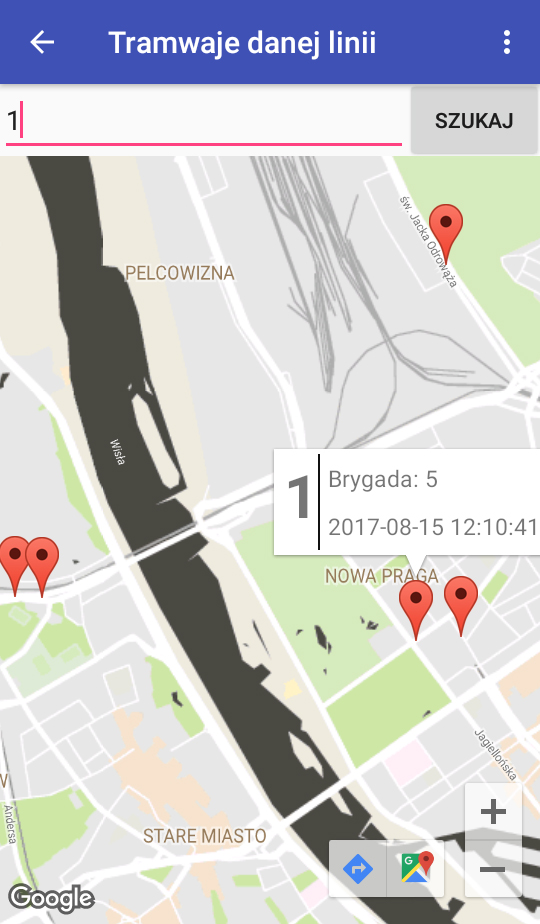 Tramwaje danej linii
1
SZUKAJ
św. Jacka Odrowąża
PELCOWIZNA
Wisła
1
Brygada: 5
2017-08-15 12:10:41
NOWA PRAGA
Jagiellońska
W
Andersa
STARE MIASTO
G
Google